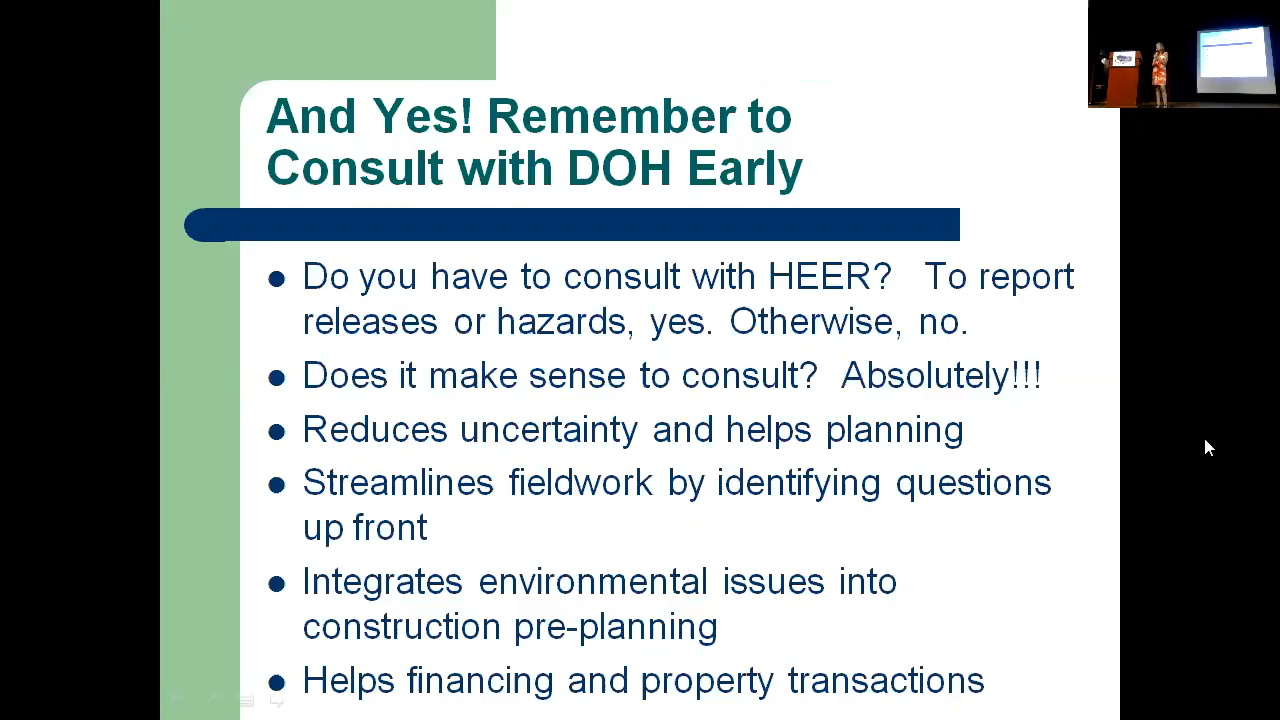 And Yes! Remember to
Consult with DOH Early
Do you have to consult with HEER? To report
releases or hazards, yes. Otherwise, no.
Does it make sense to consult? Absolutely!!!
Reduces uncertainty and helps planning
Streamlines fieldwork by identifying questions
up front
Integrates environmental issues into
construction pre-planning
Helps financing and property transactions